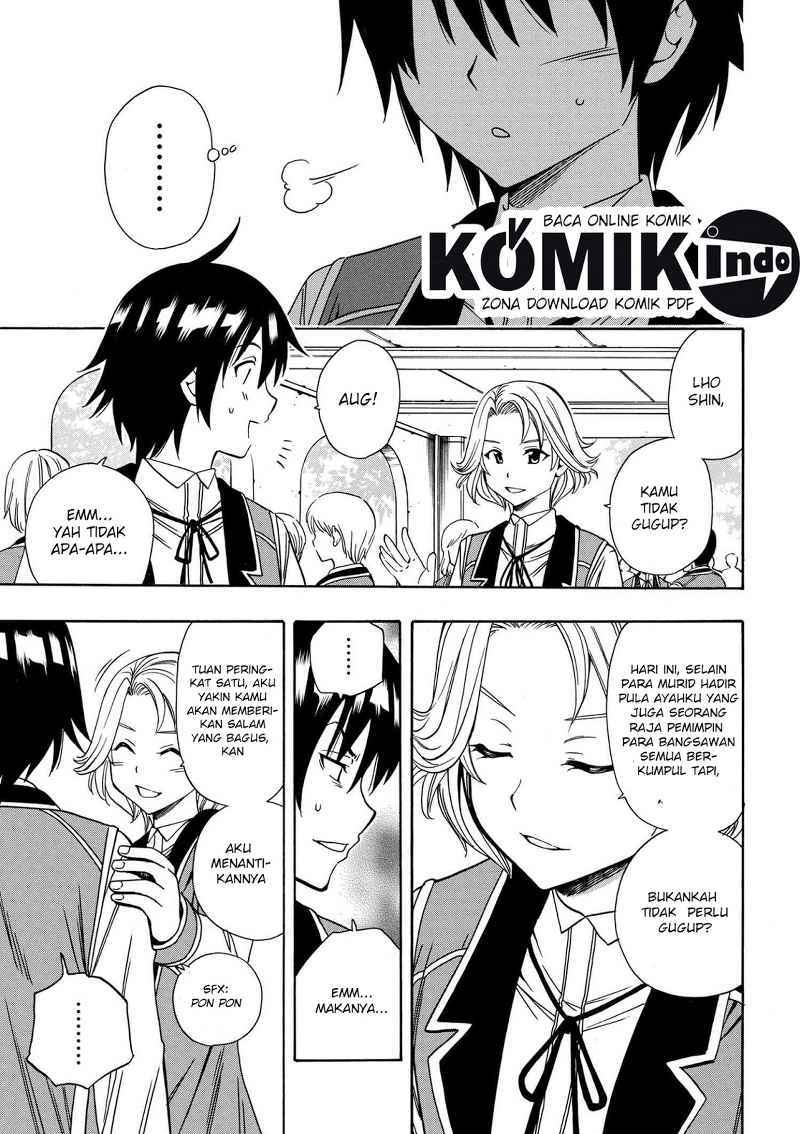 .........
BACA ONLINE KOMIK
KOMIK indo
V
ZONA DOWNLOAD KOMIK PDF
LHO
SHIN,
KAMU
TIDAK
GUGUP?
AUG!
EMM...
YAH TIDAK
APA-APA...
HARI INI, SELAIN
PARA MURID HADIR
PULA AYAHKU YANG
JUGA SEORANG
RAJA PEMIMPIN
PARA BANGSAWAN
SEMUA BER-
KUMPUL TAPI,
BUKANKAH
TIDAK PERLU
GUGUP?
......
EMM...
MAKANYA...
TUAN PERING-
KAT SATU, AKU
YAKIN KAMU
AKAN MEMBERI-
KAN SALAM
YANG BAGUS,
KAN
AKU
MENANTI-
KANNYA
SFX:
PON PON
......